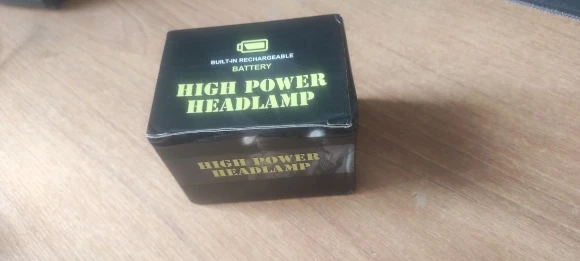 BUILT-IN RECHARGEABLE
BATTERY
HIGH POWER
HEADLAMP
HIGH POWER
HEADLAMP